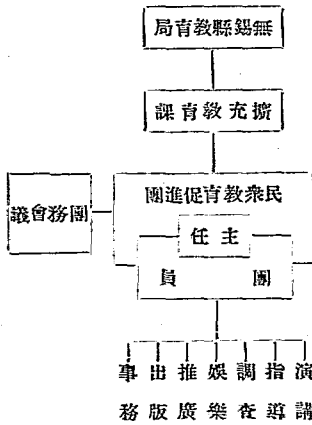 無錫縣教育局
擴充教育課
民衆教育促進團
團務會議
主任
團員
演講
指導
調查
娛樂
推廣
出版
事務